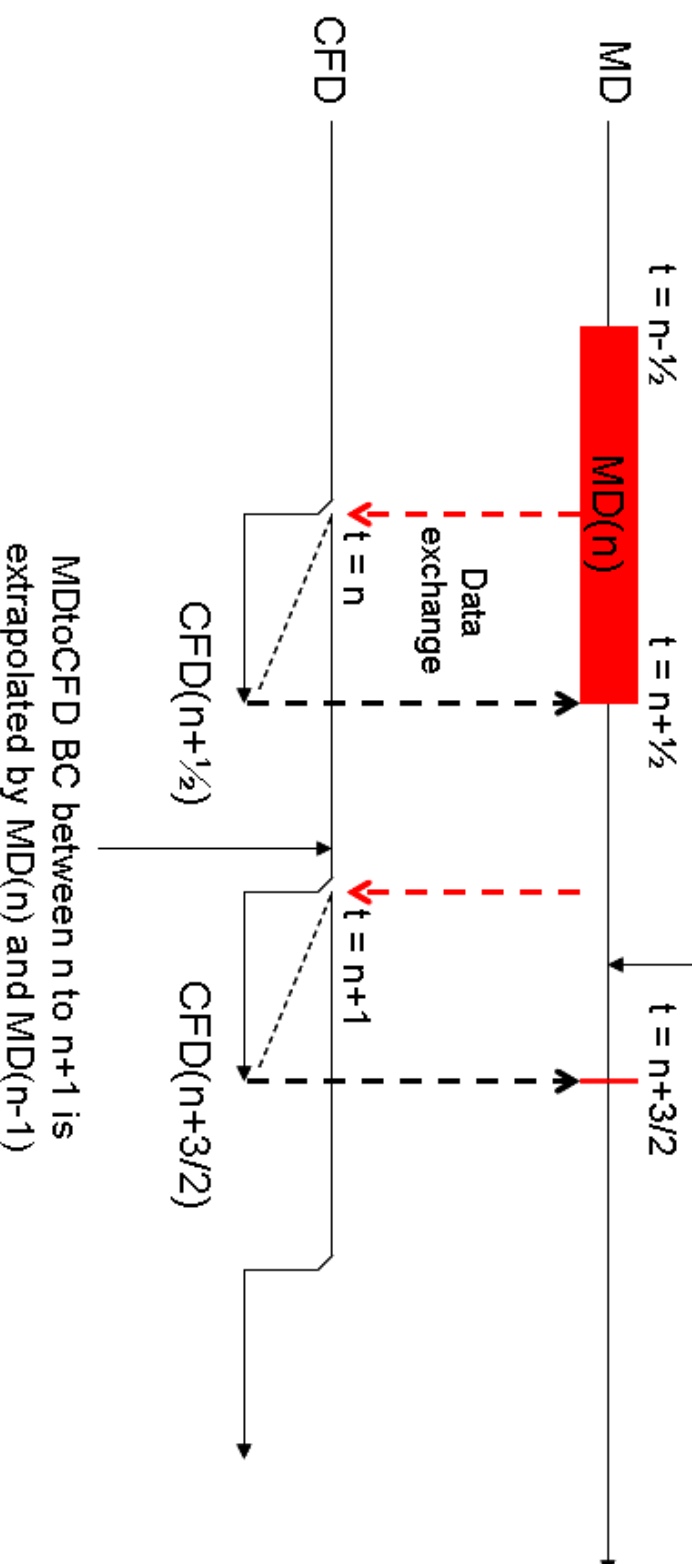 t = n-½
t = n+½
t = n+3/2
MD
MD(n)
Data
exchange
t = n
t = n+1
CFD
CFD(n+½)
CFD(n+3/2)
MDtoCFD BC between n to n+1 is
extrapolated by MD(n) and MD(n-1)